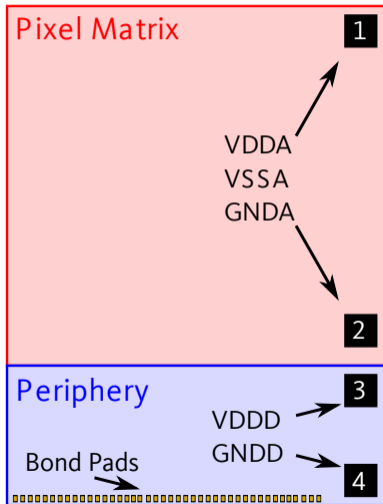 Pixel Matrix
1
VDDA
VSSA
GNDA
2
Periphery
3
VDDD
GNDD
Bond Pads
4